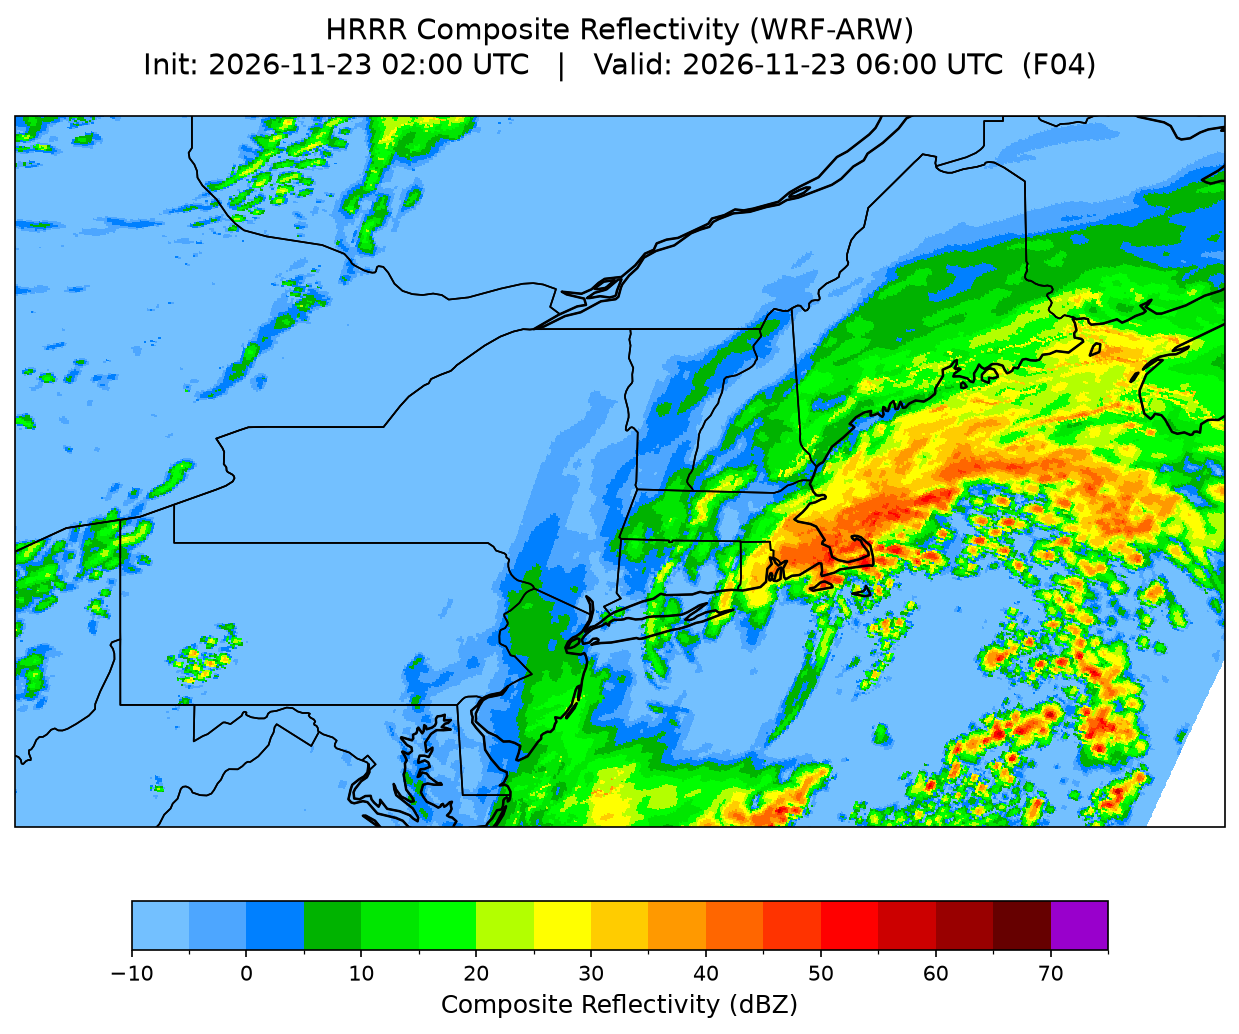 HRRR Composite Reflectivity (WRF-ARW)
Init: 2026-11-23 02:00 UTC   |   Valid: 2026-11-23 06:00 UTC  (F04)
−10 0 10 20 30 40 50 60 70
Composite Reflectivity (dBZ)